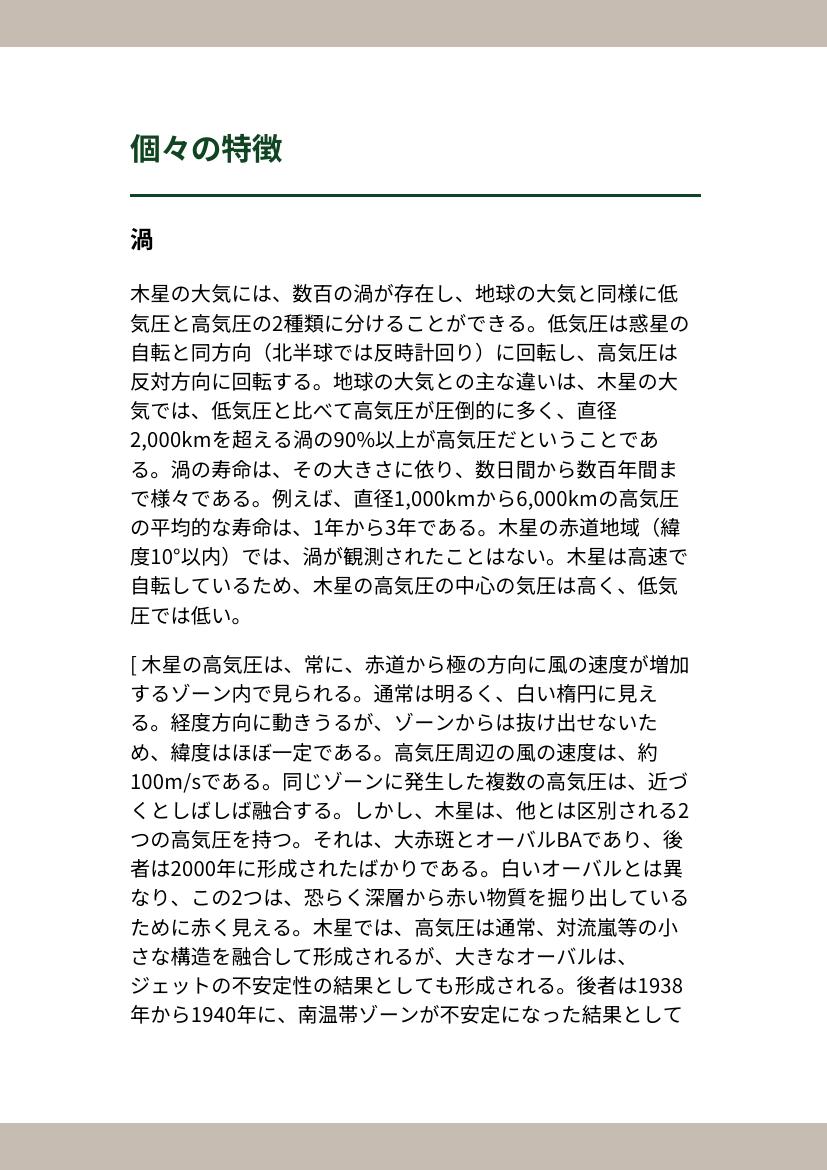 個々の特徴
渦
木星の大気には、数百の渦が存在し、地球の大気と同様に低
気圧と高気圧の2種類に分けることができる。低気圧は惑星の
自転と同方向（北半球では反時計回り）に回転し、高気圧は
反対方向に回転する。地球の大気との主な違いは、木星の大
気では、低気圧と比べて高気圧が圧倒的に多く、直径
2,000kmを超える渦の90%以上が高気圧だということであ
る。渦の寿命は、その大きさに依り、数日間から数百年間ま
で様々である。例えば、直径1,000kmから6,000kmの高気圧
の平均的な寿命は、1年から3年である。木星の赤道地域（緯
度10°以内）では、渦が観測されたことはない。木星は高速で
自転しているため、木星の高気圧の中心の気圧は高く、低気
圧では低い。
[ 木星の高気圧は、常に、赤道から極の方向に風の速度が増加
するゾーン内で見られる。通常は明るく、白い楕円に見え
る。経度方向に動きうるが、ゾーンからは抜け出せないた
め、緯度はほぼ一定である。高気圧周辺の風の速度は、約
100m/sである。同じゾーンに発生した複数の高気圧は、近づ
くとしばしば融合する。しかし、木星は、他とは区別される2
つの高気圧を持つ。それは、大赤斑とオーバルBAであり、後
者は2000年に形成されたばかりである。白いオーバルとは異
なり、この2つは、恐らく深層から赤い物質を掘り出している
ために赤く見える。木星では、高気圧は通常、対流嵐等の小
さな構造を融合して形成されるが、大きなオーバルは、
ジェットの不安定性の結果としても形成される。後者は1938
年から1940年に、南温帯ゾーンが不安定になった結果として